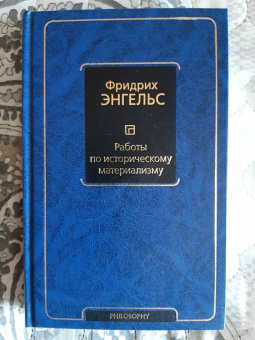 Фридрих
ЭНГЕЛЬС
Работы
по историческому
материализму
PHILOSOPHY